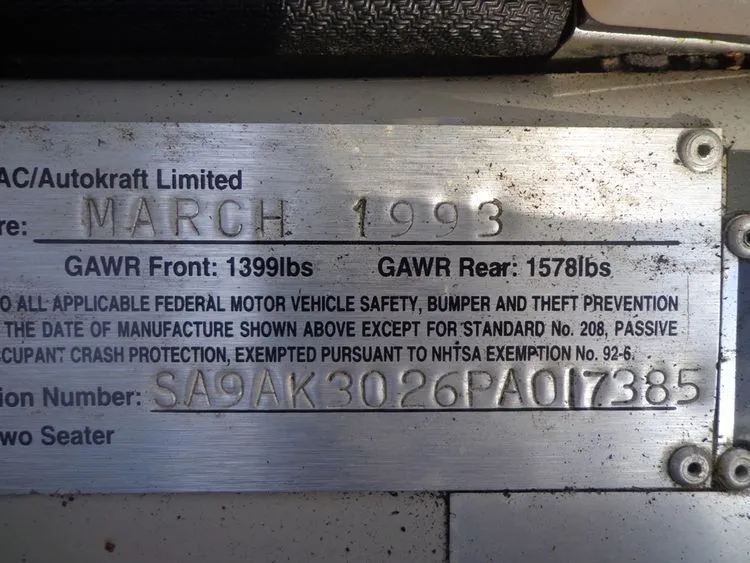 AC/Autokraft Limited
re: MARCH 1993
GAWR Front: 1399lbs GAWR Rear: 1578lbs
O ALL APPLICABLE FEDERAL MOTOR VEHICLE SAFETY, BUMPER AND THEFT PREVENTION
THE DATE OF MANUFACTURE SHOWN ABOVE EXCEPT FOR STANDARD No. 208, PASSIVE
CCUPANT CRASH PROTECTION, EXEMPTED PURSUANT TO NHTSA EXEMPTION No. 92-6.
ion Number: SA9AK3026PA017385
wo Seater